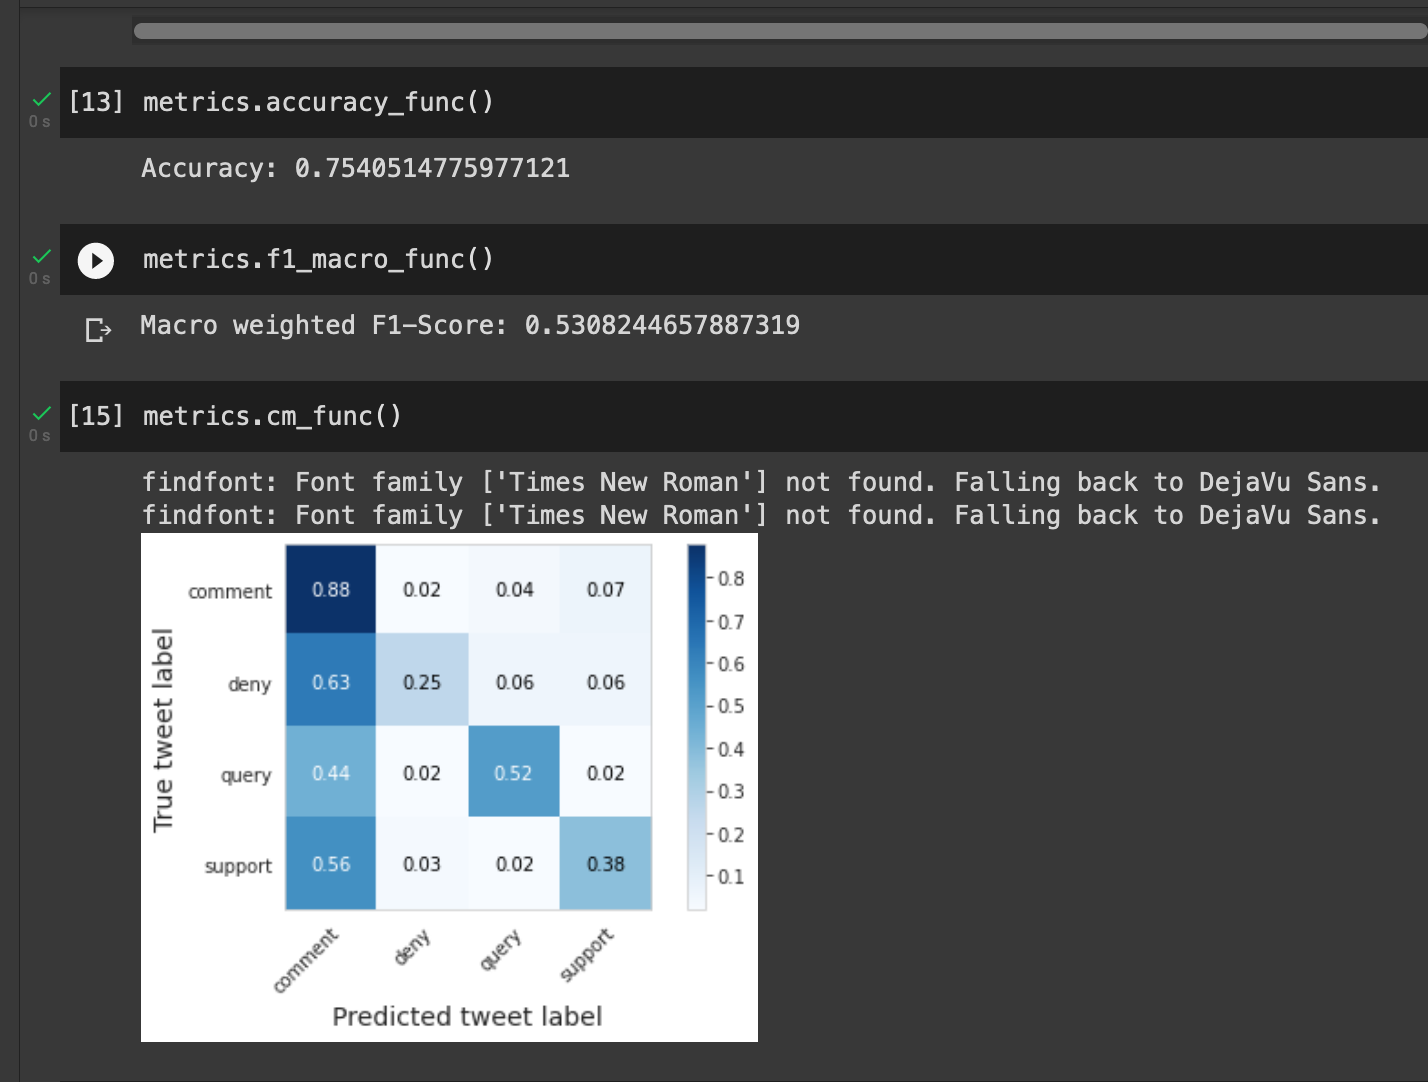 [13] metrics.accuracy_func()
0 s
Accuracy: 0.7540514775977121
metrics.f1_macro_func()
0 s
Macro weighted F1-Score: 0.5308244657887319
[15] metrics.cm_func()
0 s
findfont: Font family ['Times New Roman'] not found. Falling back to DejaVu Sans.
findfont: Font family ['Times New Roman'] not found. Falling back to DejaVu Sans.
True tweet label
comment 0.88 0.02 0.04 0.07
deny 0.63 0.25 0.06 0.06
query 0.44 0.02 0.52 0.02
support 0.56 0.03 0.02 0.38
comment deny query support
Predicted tweet label
0.8
0.7
0.6
0.5
0.4
0.3
0.2
0.1